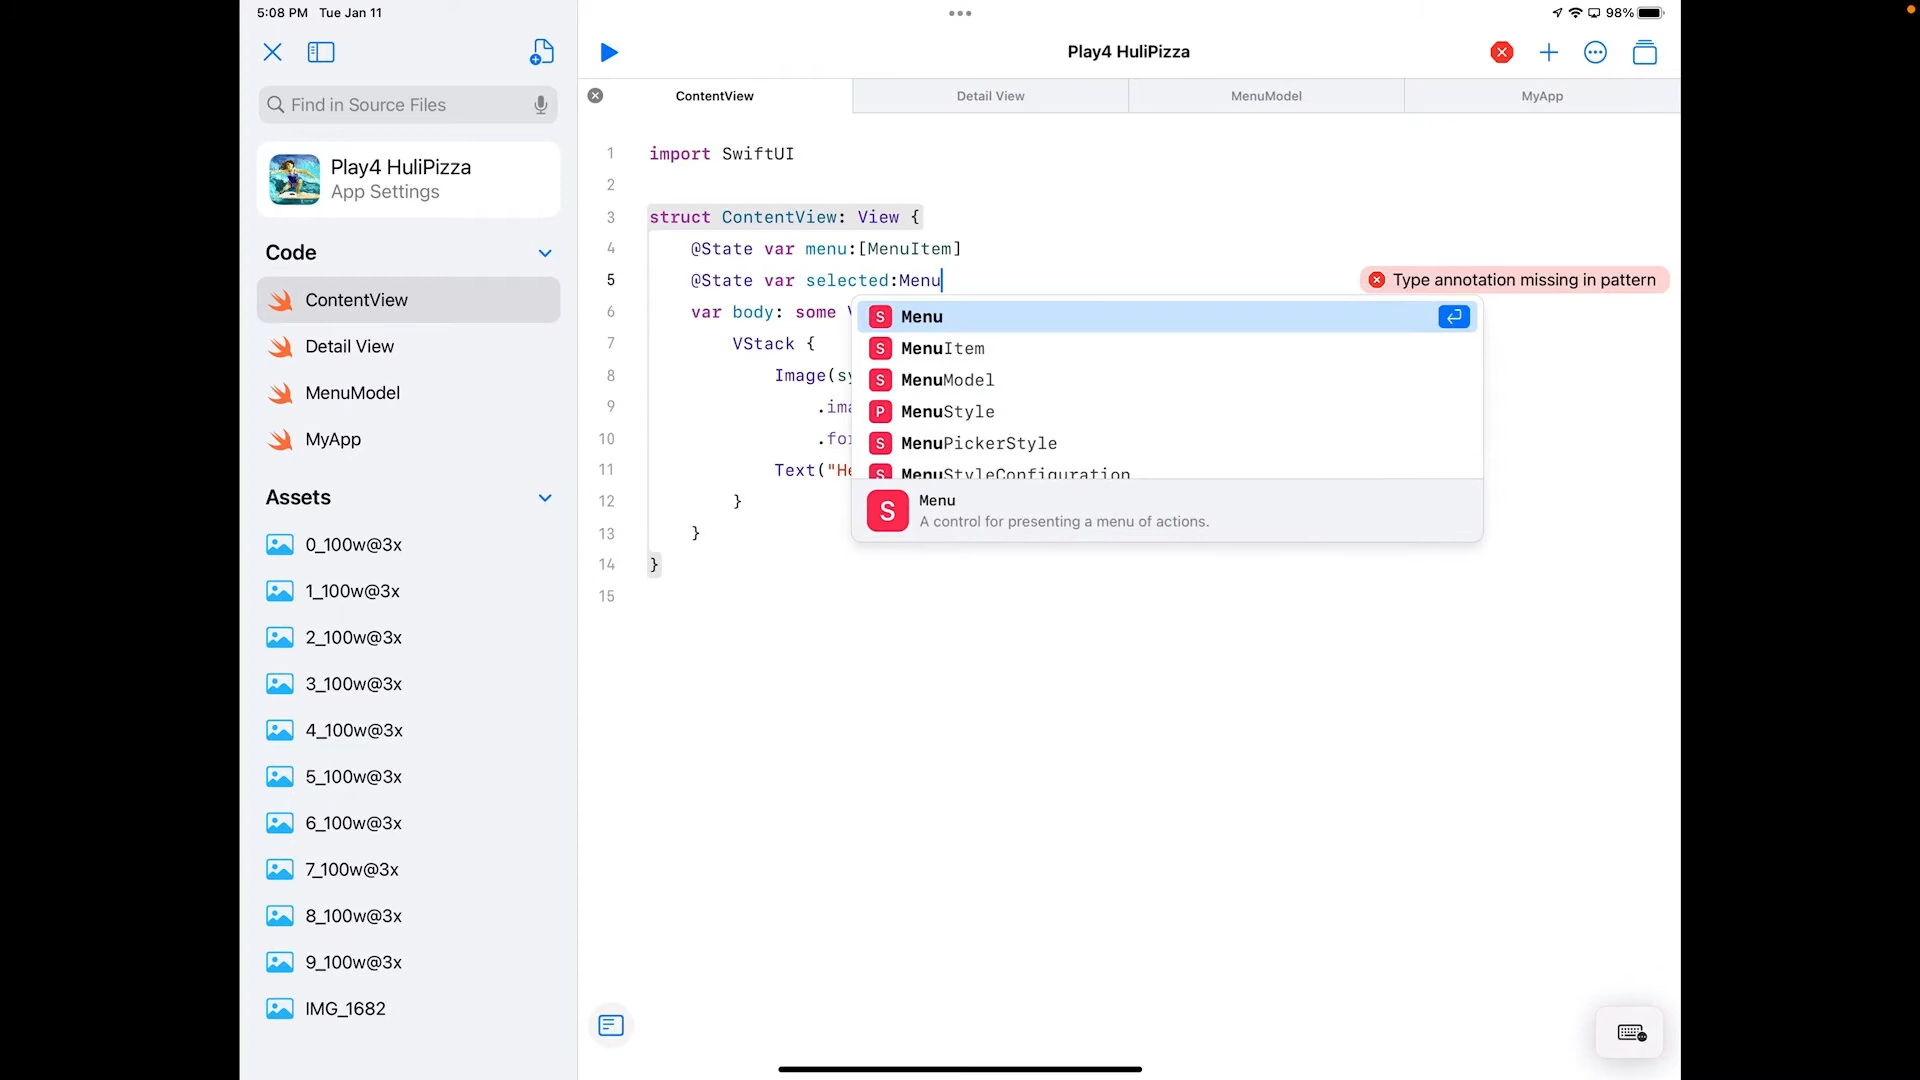 5:08 PM Tue Jan 11
98%
Play4 HuliPizza
Find in Source Files
ContentView
Detail View
MenuModel
MyApp
Play4 HuliPizza
App Settings
Code
ContentView
Detail View
MenuModel
MyApp
Assets
0_100w@3x
1_100w@3x
2_100w@3x
3_100w@3x
4_100w@3x
5_100w@3x
6_100w@3x
7_100w@3x
8_100w@3x
9_100w@3x
IMG_1682
1 import SwiftUI
2
3 struct ContentView: View {
4 @State var menu:[MenuItem]
5 @State var selected:Menu
Type annotation missing in pattern
6 var body: some
7 VStack {
8 Image(sy
9 .ima
10 .for
11 Text("He
12 }
13 }
14 }
15
S Menu
S MenuItem
S MenuModel
P MenuStyle
S MenuPickerStyle
S MenuStyleConfiguration
S Menu
A control for presenting a menu of actions.